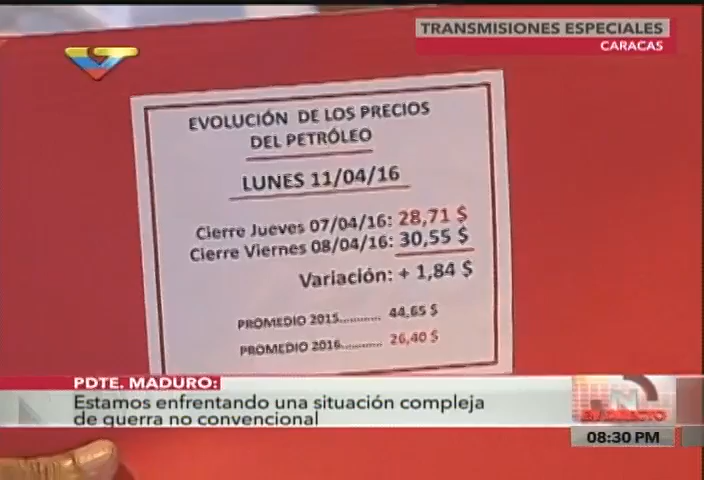 TRANSMISIONES ESPECIALES
CARACAS
EVOLUCIÓN DE LOS PRECIOS
DEL PETRÓLEO
LUNES 11/04/16
Cierre Jueves 07/04/16: 28,71 $
Cierre Viernes 08/04/16: 30,55 $
Variación: + 1,84 $
PROMEDIO 2015........... 44,65 $
PROMEDIO 2016........... 26,40 $
PDTE. MADURO:
Estamos enfrentando una situación compleja
de guerra no convencional
EN DIRECTO
08:30 PM